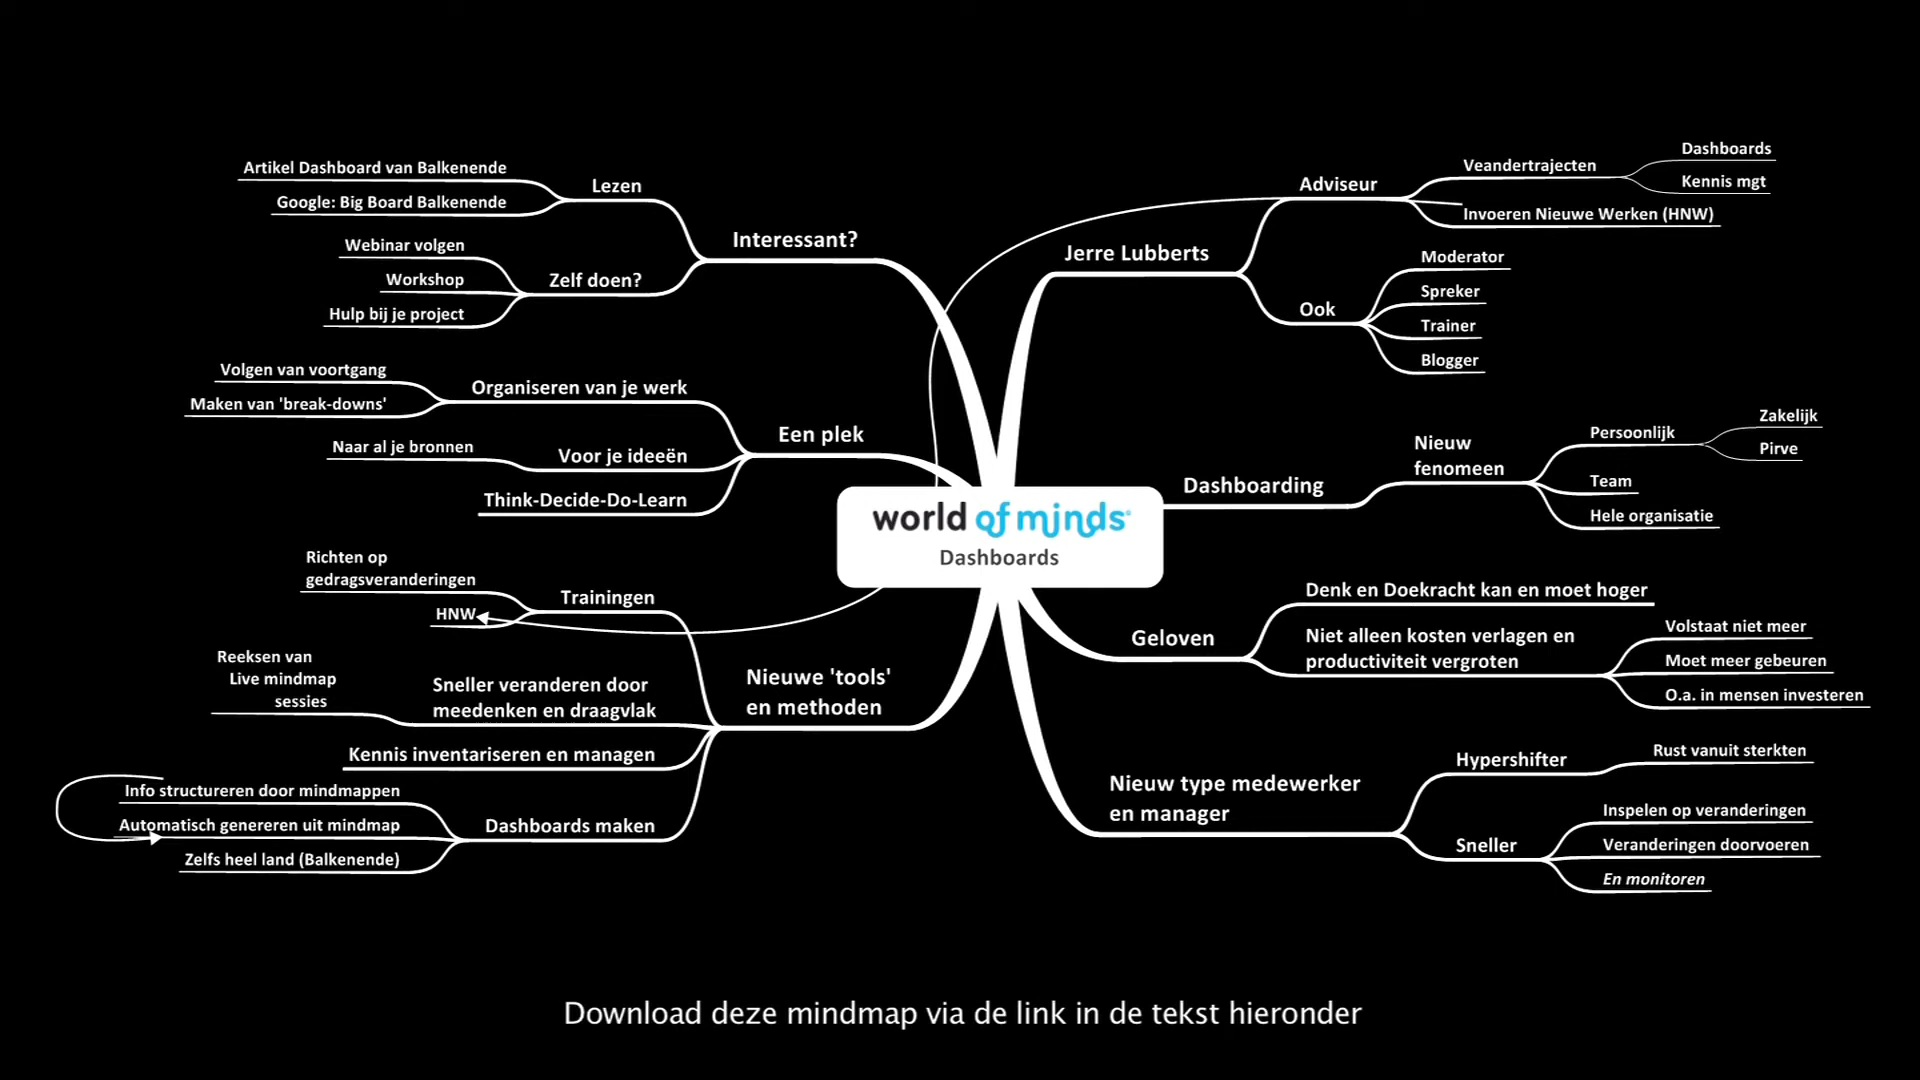 world of minds
Dashboards
Jerre Lubberts
Adviseur
Veandertrajecten
Dashboards
Kennis mgt
Invoeren Nieuwe Werken (HNW)
Ook
Moderator
Spreker
Trainer
Blogger
Dashboarding
Nieuw
fenomeen
Persoonlijk
Zakelijk
Pirve
Team
Hele organisatie
Geloven
Denk en Doekracht kan en moet hoger
Niet alleen kosten verlagen en
productiviteit vergroten
Volstaat niet meer
Moet meer gebeuren
O.a. in mensen investeren
Nieuw type medewerker
en manager
Hypershifter
Rust vanuit sterkten
Sneller
Inspelen op veranderingen
Veranderingen doorvoeren
En monitoren
Interessant?
Lezen
Artikel Dashboard van Balkenende
Google: Big Board Balkenende
Zelf doen?
Webinar volgen
Workshop
Hulp bij je project
Een plek
Organiseren van je werk
Volgen van voortgang
Maken van 'break-downs'
Voor je ideeën
Naar al je bronnen
Think-Decide-Do-Learn
Nieuwe 'tools'
en methoden
Trainingen
Richten op
gedragsveranderingen
HNW
Sneller veranderen door
meedenken en draagvlak
Reeksen van
Live mindmap
sessies
Kennis inventariseren en managen
Dashboards maken
Info structureren door mindmappen
Automatisch genereren uit mindmap
Zelfs heel land (Balkenende)
Download deze mindmap via de link in de tekst hieronder